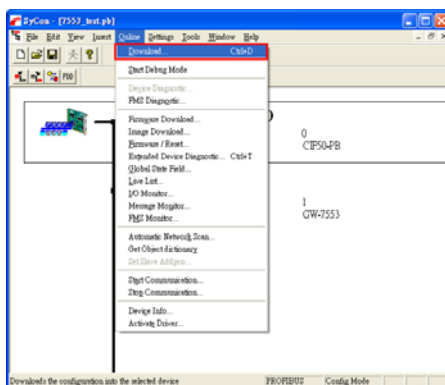 SyCon - [7553_test.pb]
File Edit View Insert Online Settings Tools Window Help
Download... Ctrl+D
Start Debug Mode
Device Diagnostic...
FMS Diagnostic...
Firmware Download...
Image Download...
Firmware / Reset...
Extended Device Diagnostic... Ctrl+T
Global State Field...
Live List...
I/O Monitor...
Message Monitor...
FMS Monitor...
Automatic Network Scan...
Get Object dictionary
Set Slave Address...
Start Communication...
Stop Communication...
Device Info...
Activate Driver...
0
CIF50-PB
1
GW-7553
Downloads the configuration into the selected device PROFIBUS Config Mode